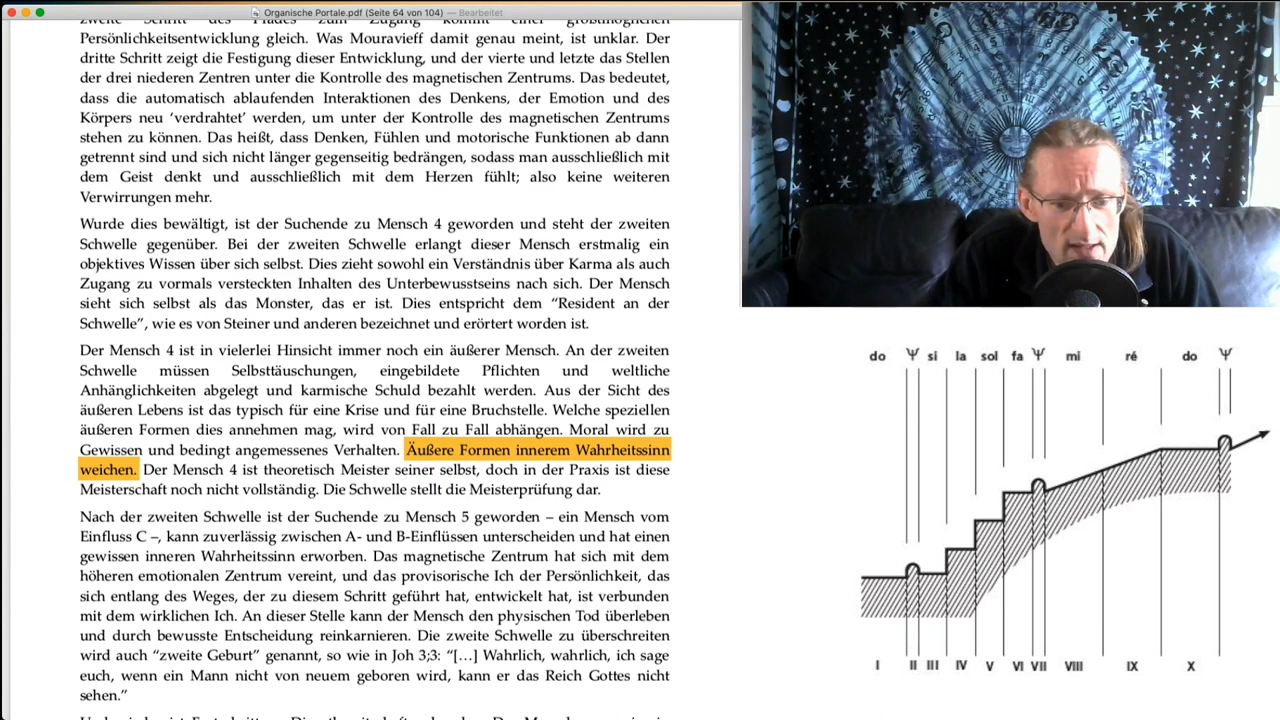 Organische Portale.pdf (Seite 64 von 104) — Bearbeitet
zweite Schritt des Pfades zum Zugang kommt einer größtmöglichen
Persönlichkeitsentwicklung gleich. Was Mouravieff damit genau meint, ist unklar. Der
dritte Schritt zeigt die Festigung dieser Entwicklung, und der vierte und letzte das Stellen
der drei niederen Zentren unter die Kontrolle des magnetischen Zentrums. Das bedeutet,
dass die automatisch ablaufenden Interaktionen des Denkens, der Emotion und des
Körpers neu ‘verdrahtet’ werden, um unter der Kontrolle des magnetischen Zentrums
stehen zu können. Das heißt, dass Denken, Fühlen und motorische Funktionen ab dann
getrennt sind und sich nicht länger gegenseitig bedrängen, sodass man ausschließlich mit
dem Geist denkt und ausschließlich mit dem Herzen fühlt; also keine weiteren
Verwirrungen mehr.
Wurde dies bewältigt, ist der Suchende zu Mensch 4 geworden und steht der zweiten
Schwelle gegenüber. Bei der zweiten Schwelle erlangt dieser Mensch erstmalig ein
objektives Wissen über sich selbst. Dies zieht sowohl ein Verständnis über Karma als auch
Zugang zu vormals versteckten Inhalten des Unterbewusstseins nach sich. Der Mensch
sieht sich selbst als das Monster, das er ist. Dies entspricht dem “Resident an der
Schwelle”, wie es von Steiner und anderen bezeichnet und erörtert worden ist.
Der Mensch 4 ist in vielerlei Hinsicht immer noch ein äußerer Mensch. An der zweiten
Schwelle müssen Selbsttäuschungen, eingebildete Pflichten und weltliche
Anhänglichkeiten abgelegt und karmische Schuld bezahlt werden. Aus der Sicht des
äußeren Lebens ist das typisch für eine Krise und für eine Bruchstelle. Welche speziellen
äußeren Formen dies annehmen mag, wird von Fall zu Fall abhängen. Moral wird zu
Gewissen und bedingt angemessenes Verhalten. Äußere Formen innerem Wahrheitssinn
weichen. Der Mensch 4 ist theoretisch Meister seiner selbst, doch in der Praxis ist diese
Meisterschaft noch nicht vollständig. Die Schwelle stellt die Meisterprüfung dar.
Nach der zweiten Schwelle ist der Suchende zu Mensch 5 geworden – ein Mensch vom
Einfluss C –, kann zuverlässig zwischen A- und B-Einflüssen unterscheiden und hat einen
gewissen inneren Wahrheitssinn erworben. Das magnetische Zentrum hat sich mit dem
höheren emotionalen Zentrum vereint, und das provisorische Ich der Persönlichkeit, das
sich entlang des Weges, der zu diesem Schritt geführt hat, entwickelt hat, ist verbunden
mit dem wirklichen Ich. An dieser Stelle kann der Mensch den physischen Tod überleben
und durch bewusste Entscheidung reinkarnieren. Die zweite Schwelle zu überschreiten
wird auch “zweite Geburt” genannt, so wie in Joh 3;3: “[…] Wahrlich, wahrlich, ich sage
euch, wenn ein Mann nicht von neuem geboren wird, kann er das Reich Gottes nicht
sehen.”
do Ψ si la sol fa Ψ mi ré do Ψ
I II III IV V VI VII VIII IX X